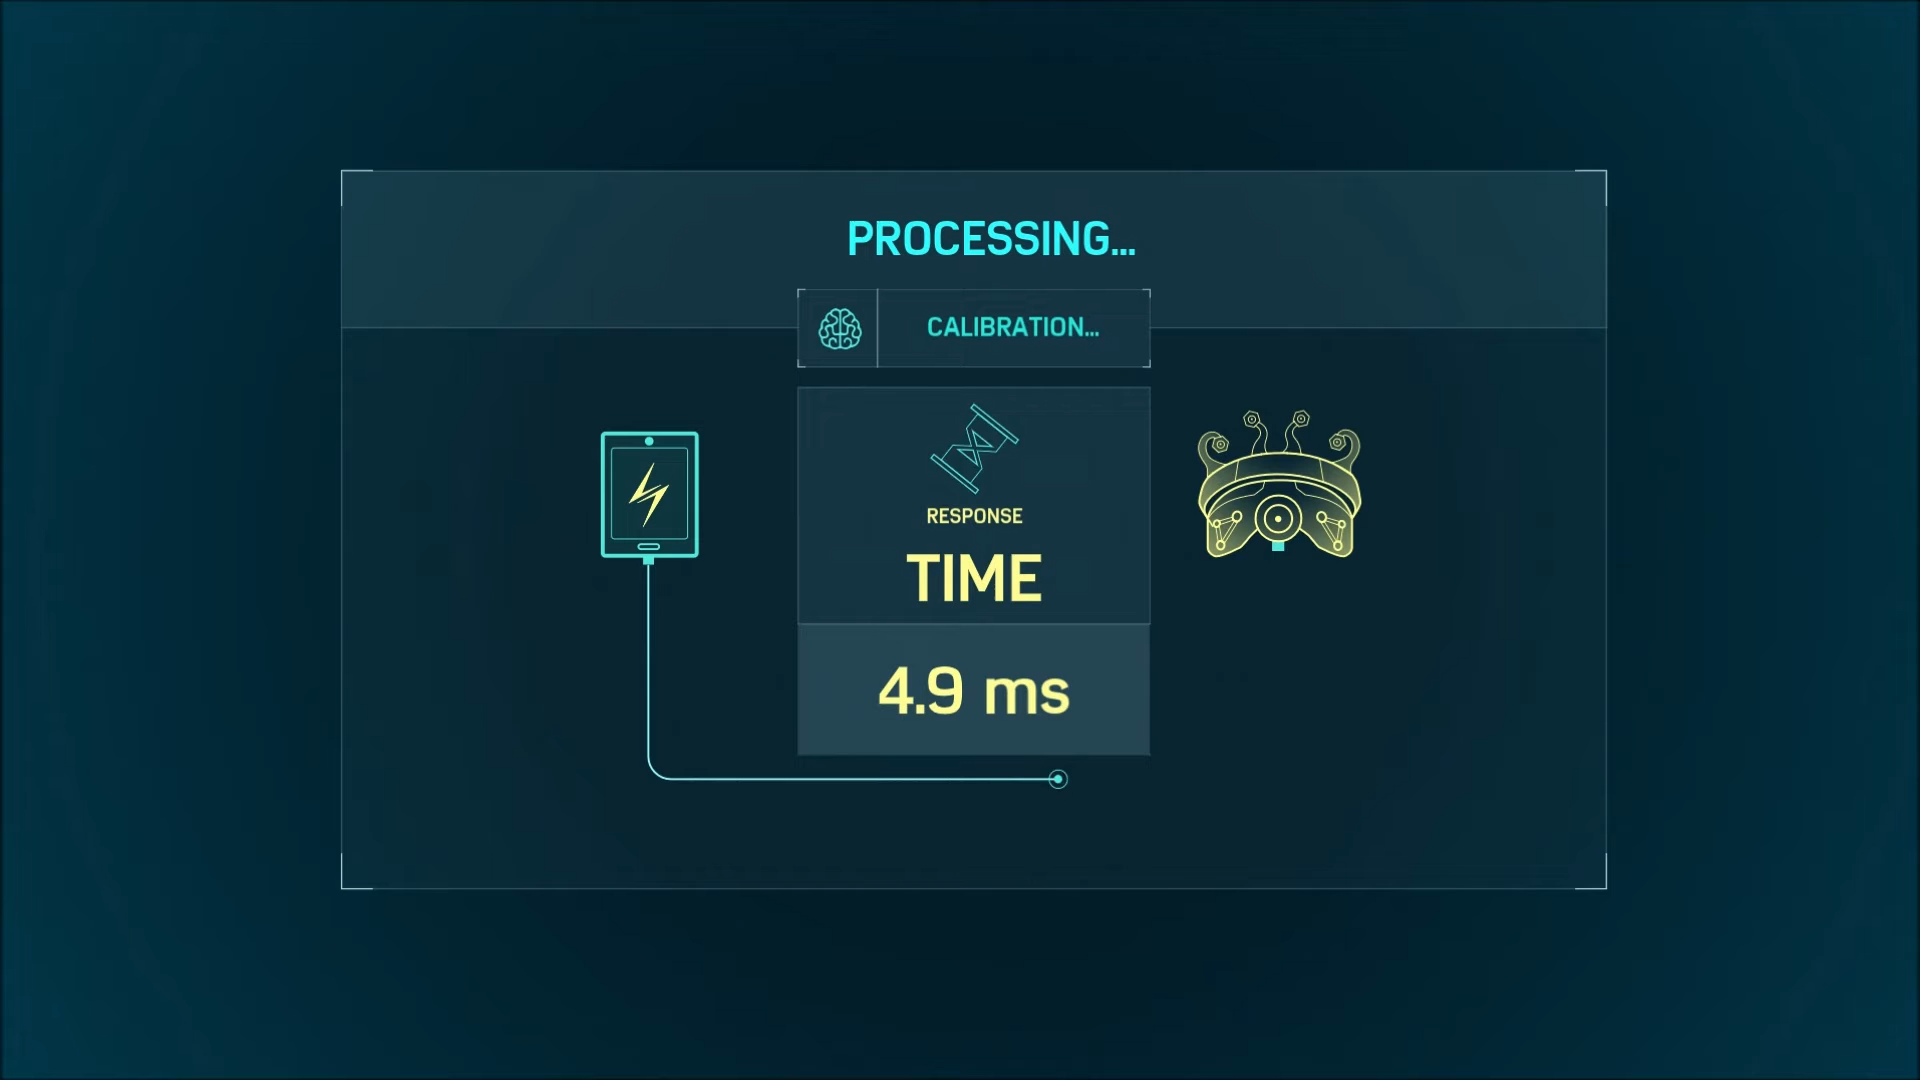 PROCESSING...
CALIBRATION...
RESPONSE
TIME
4.9 ms